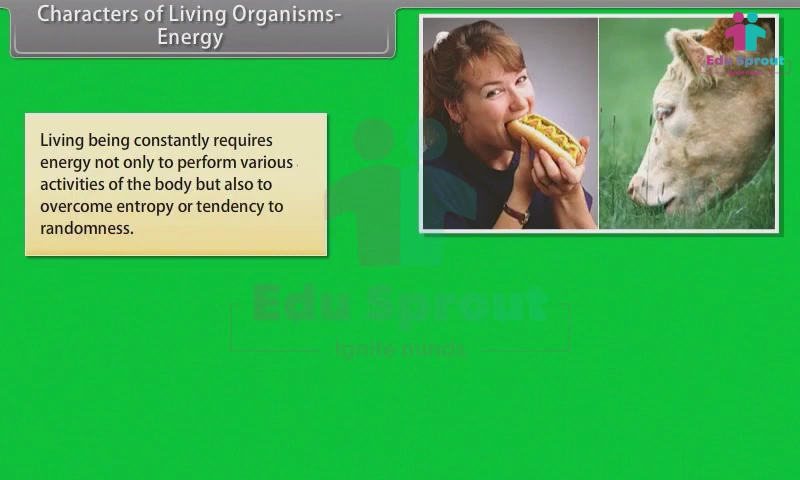 Characters of Living Organisms-
Energy
Edu Sprout
Living being constantly requires
energy not only to perform various
activities of the body but also to
overcome entropy or tendency to
randomness.
Edu Sprout
Ignite minds